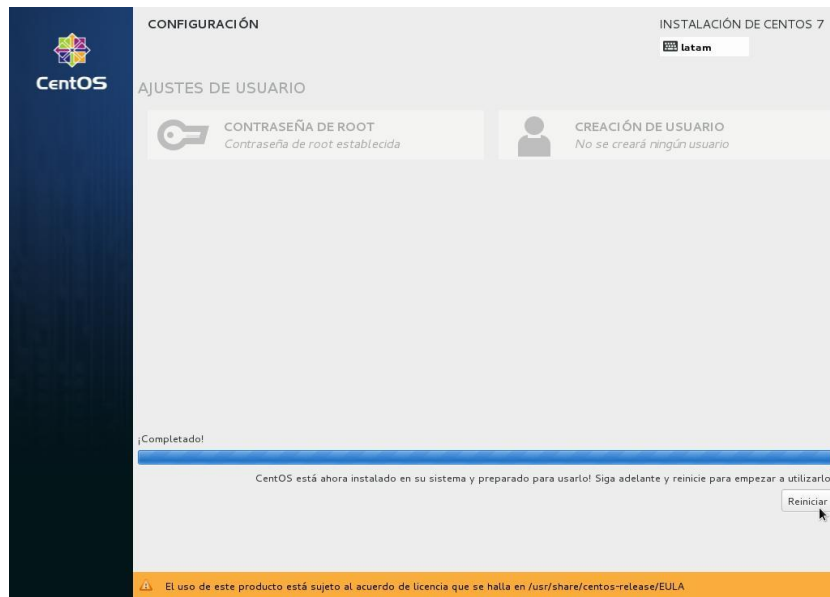 CONFIGURACIÓN
INSTALACIÓN DE CENTOS 7
latam
CentOS
AJUSTES DE USUARIO
CONTRASEÑA DE ROOT
Contraseña de root establecida
CREACIÓN DE USUARIO
No se creará ningún usuario
¡Completado!
CentOS está ahora instalado en su sistema y preparado para usarlo! Siga adelante y reinicie para empezar a utilizarlo
Reiniciar
El uso de este producto está sujeto al acuerdo de licencia que se halla en /usr/share/centos-release/EULA